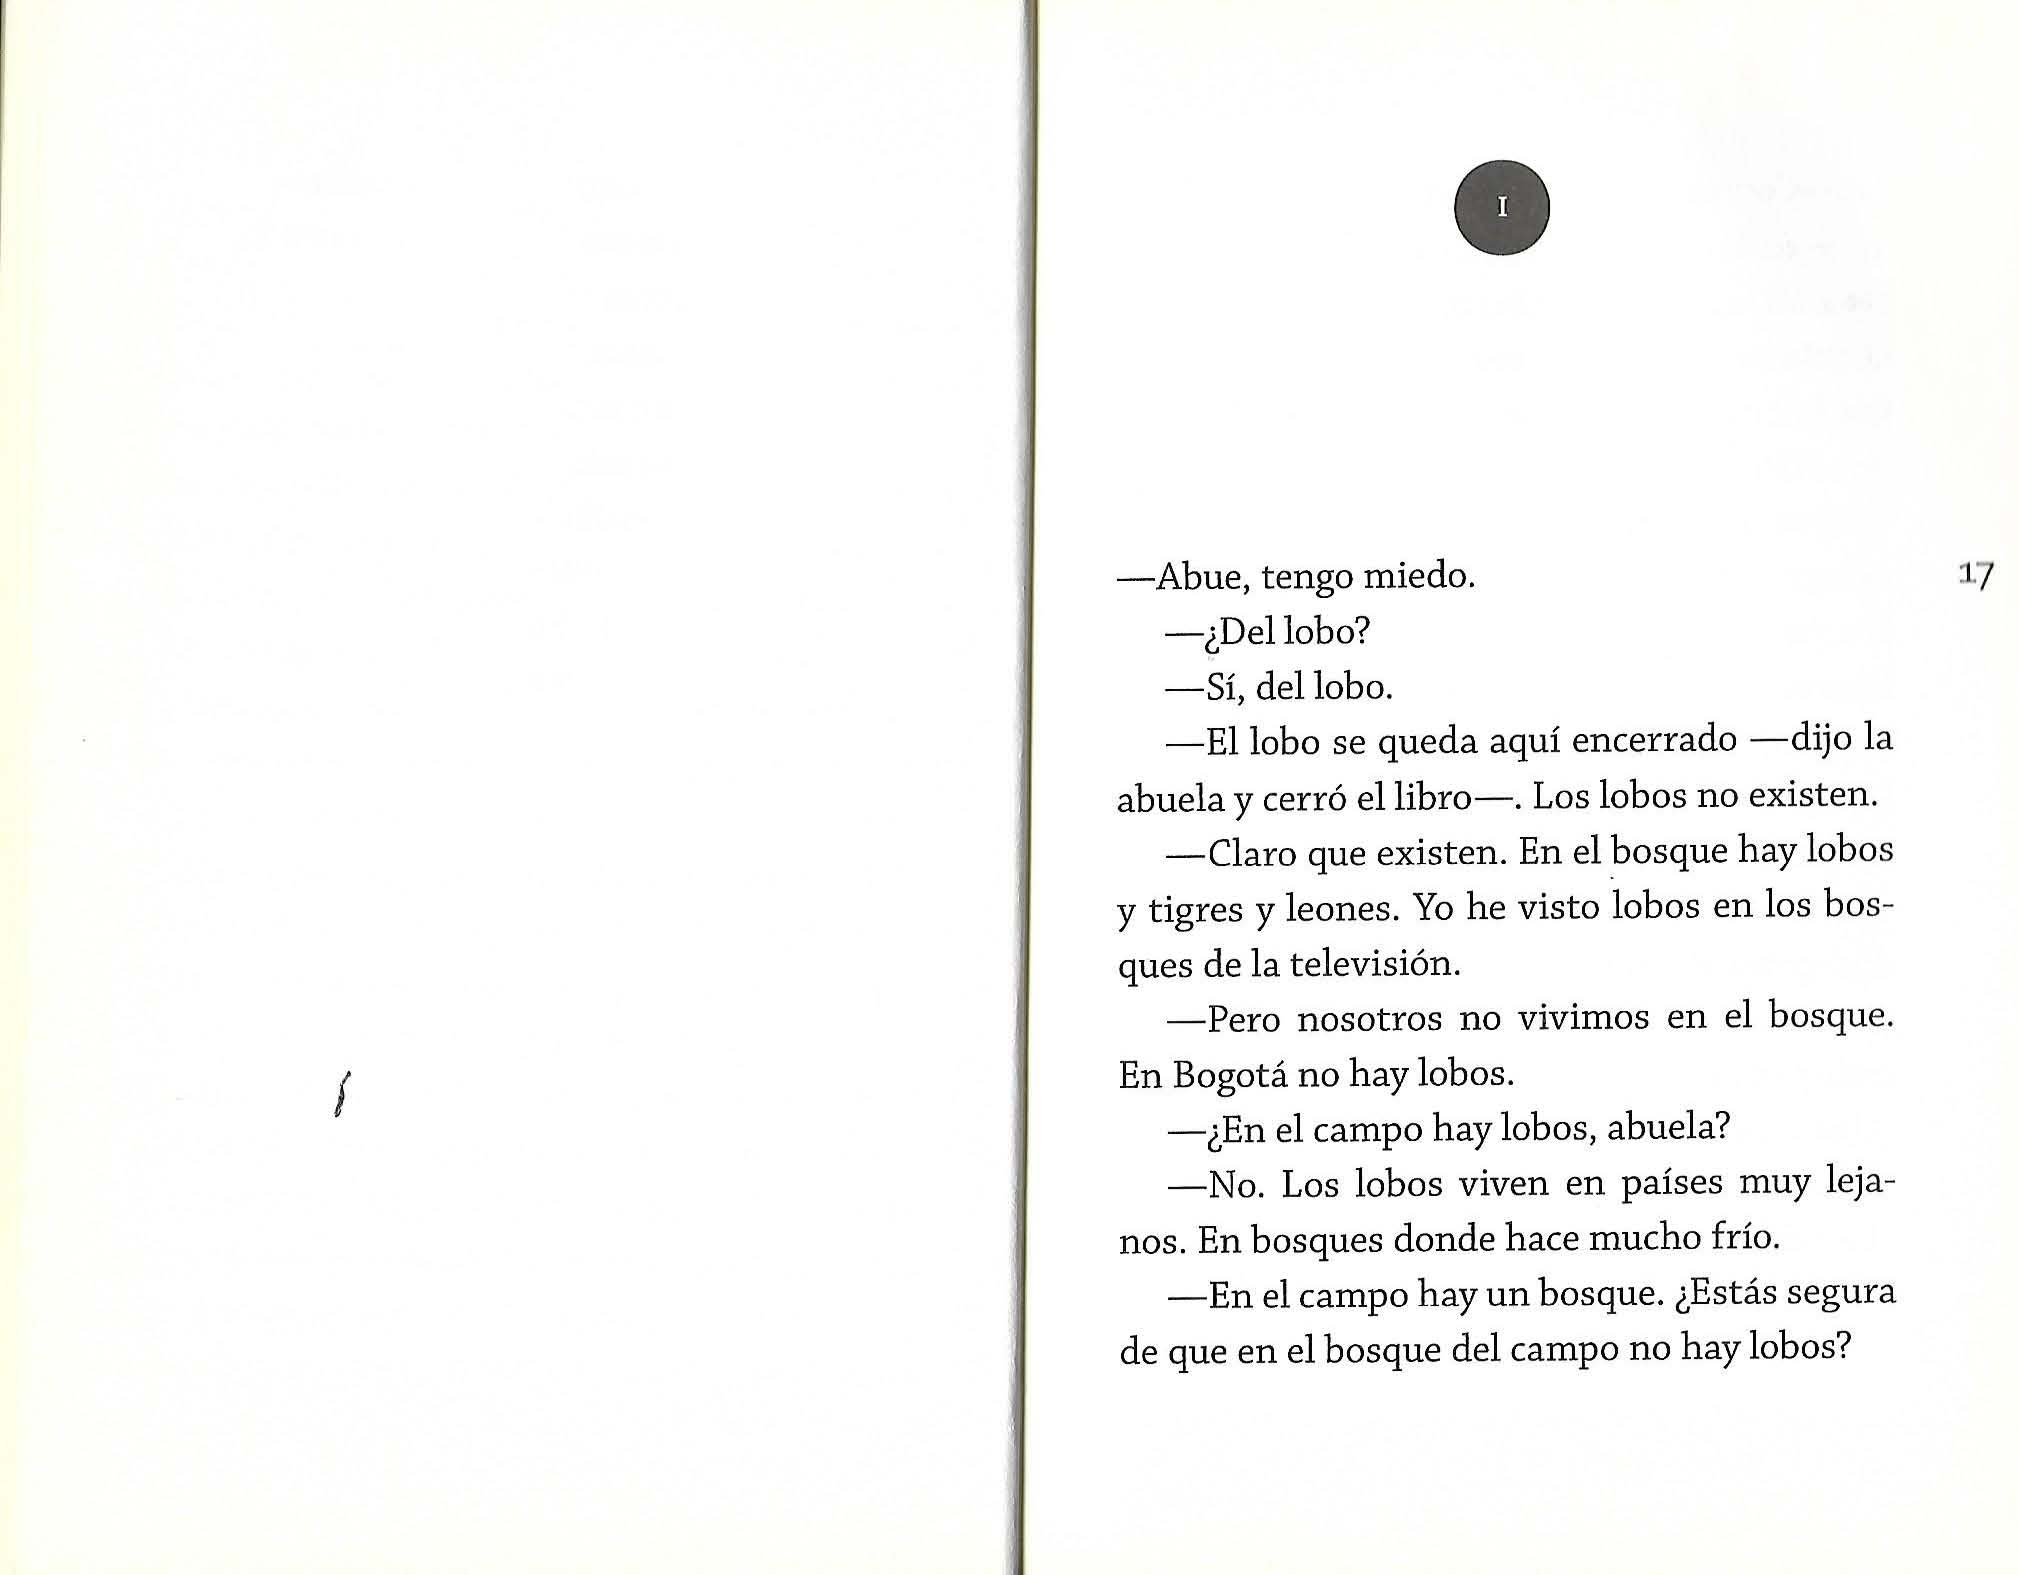 I
—Abue, tengo miedo.
17
—¿Del lobo?
—Sí, del lobo.
—El lobo se queda aquí encerrado —dijo la
abuela y cerró el libro—. Los lobos no existen.
—Claro que existen. En el bosque hay lobos
y tigres y leones. Yo he visto lobos en los bos-
ques de la televisión.
—Pero nosotros no vivimos en el bosque.
En Bogotá no hay lobos.
—¿En el campo hay lobos, abuela?
—No. Los lobos viven en países muy leja-
nos. En bosques donde hace mucho frío.
—En el campo hay un bosque. ¿Estás segura
de que en el bosque del campo no hay lobos?